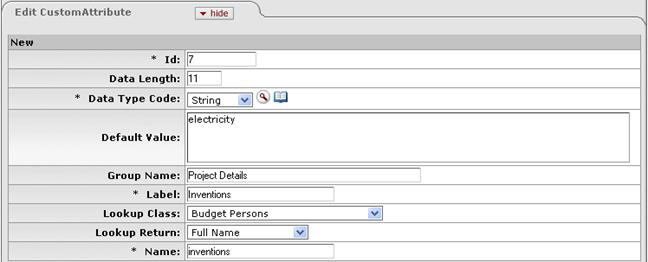 Edit CustomAttribute
hide
New
* Id: 7
Data Length: 11
* Data Type Code: String
Default Value: electricity
Group Name: Project Details
* Label: Inventions
Lookup Class: Budget Persons
Lookup Return: Full Name
* Name: inventions